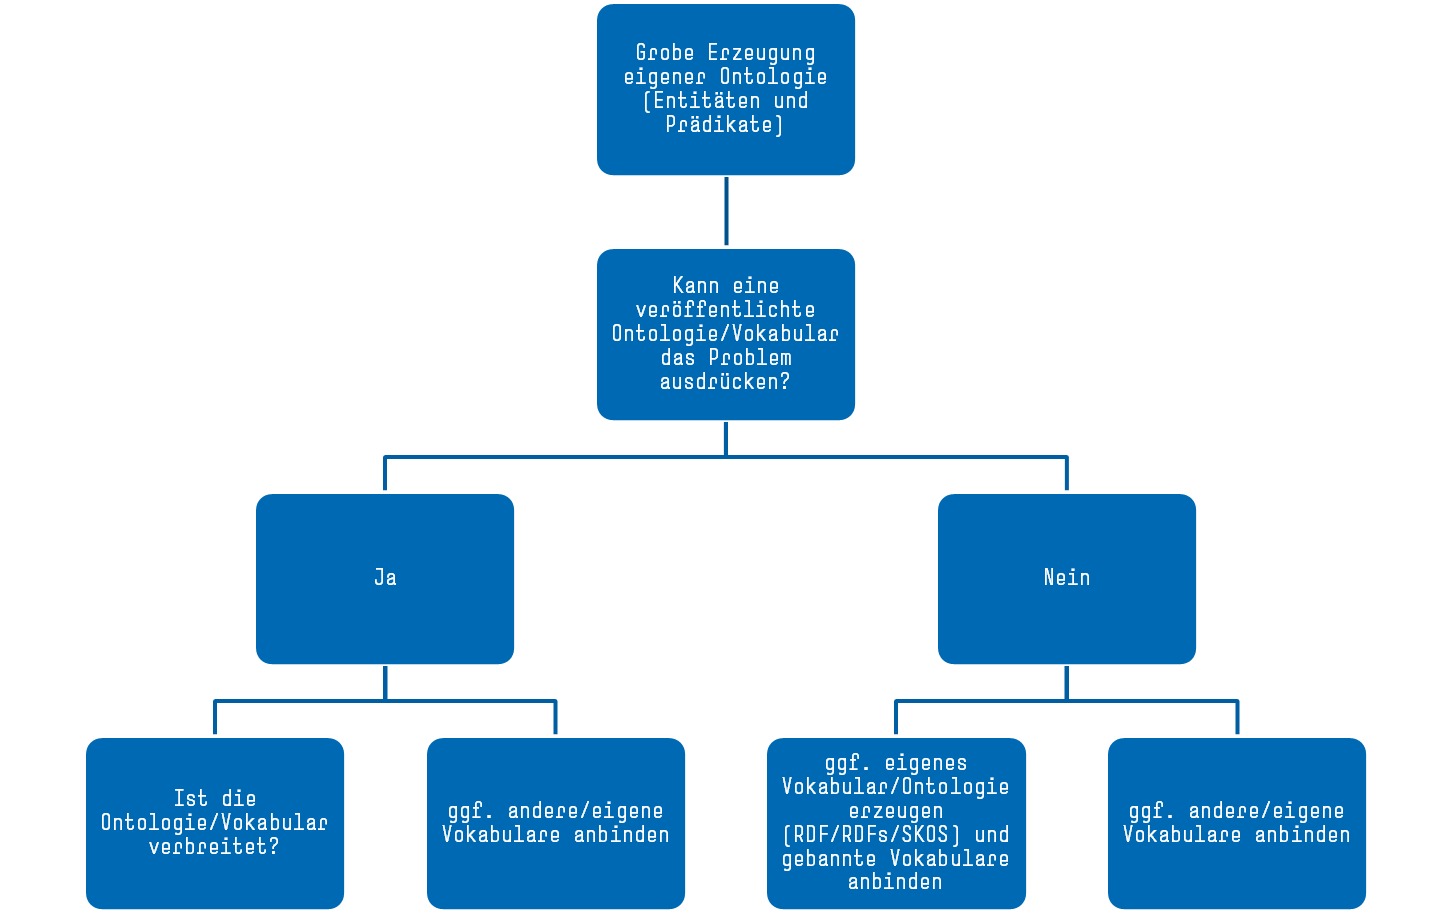 Grobe Erzeugung
eigener Ontologie
(Entitäten und
Prädikate)
Kann eine
veröffentlichte
Ontologie/Vokabular
das Problem
ausdrücken?
Ja
Nein
Ist die
Ontologie/Vokabular
verbreitet?
ggf. andere/eigene
Vokabulare anbinden
ggf. eigenes
Vokabular/Ontologie
erzeugen
(RDF/RDFs/SKOS) und
gebannte Vokabulare
anbinden
ggf. andere/eigene
Vokabulare anbinden